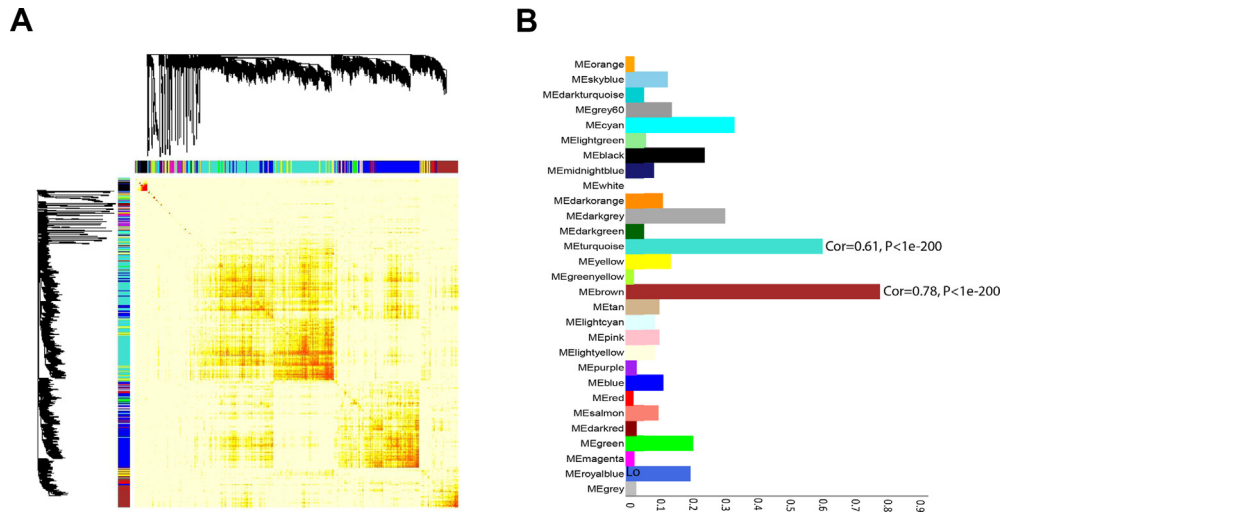 A
B
MEorange
MEskyblue
MEdarkturquoise
MEgrey60
MEcyan
MElightgreen
MEblack
MEmidnightblue
MEwhite
MEdarkorange
MEdarkgrey
MEdarkgreen
MEturquoise Cor=0.61, P<1e-200
MEyellow
MEgreenyellow
MEbrown Cor=0.78, P<1e-200
MEtan
MElightcyan
MEpink
MElightyellow
MEpurple
MEblue
MEred
MEsalmon
MEdarkred
MEgreen
MEmagenta
MEroyalblue Lo
MEgrey
0 0.1 0.2 0.3 0.4 0.5 0.6 0.7 0.8 0.9